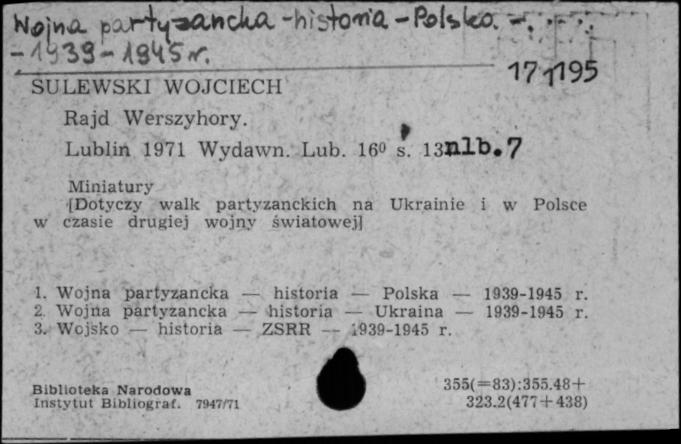 Wojna partyzancka - historia - Polska. -
- 1939 - 1945 r.
171195
SULEWSKI WOJCIECH
Rajd Werszyhory.
Lublin 1971 Wydawn. Lub. 16⁰ s. 13nlb.7
Miniatury
[Dotyczy walk partyzanckich na Ukrainie i w Polsce
w czasie drugiej wojny światowej]
1. Wojna partyzancka — historia — Polska — 1939-1945 r.
2. Wojna partyzancka — historia — Ukraina — 1939-1945 r.
3. Wojsko — historia — ZSRR — 1939-1945 r.
Biblioteka Narodowa
Instytut Bibliograf. 7947/71
355(=83):355.48+
323.2(477+438)